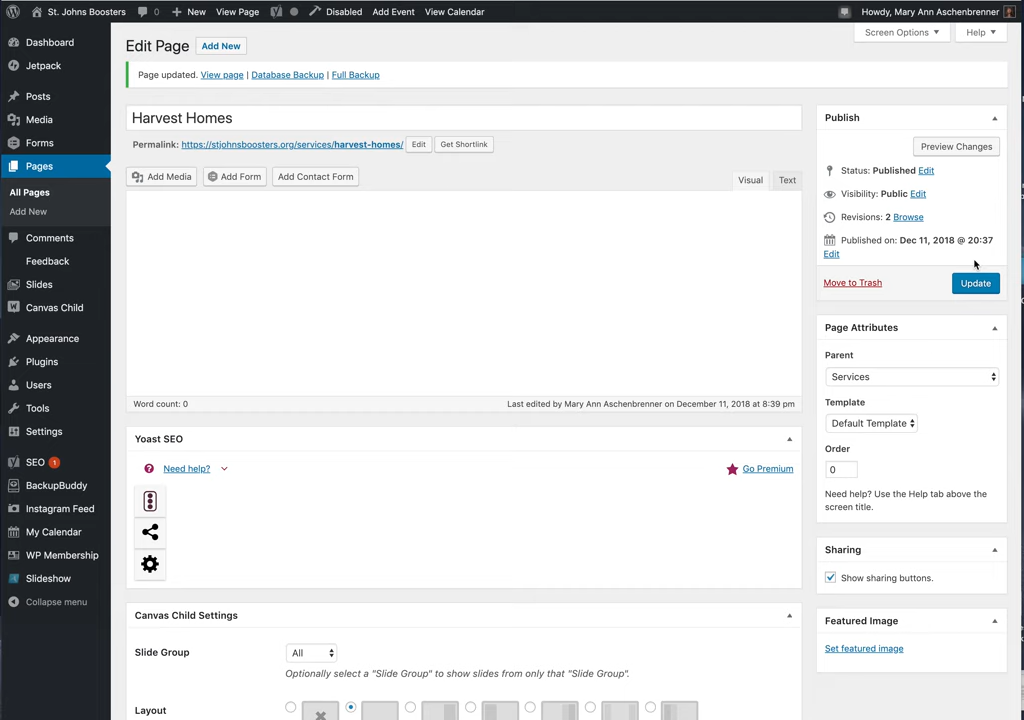 St. Johns Boosters 0 New View Page Disabled Add Event View Calendar Howdy, Mary Ann Aschenbrenner
Screen Options Help
Edit Page Add New
Page updated. View page | Database Backup | Full Backup
Harvest Homes
Permalink: https://stjohnsboosters.org/services/harvest-homes/ Edit Get Shortlink
Add Media Add Form Add Contact Form
Visual Text
Word count: 0 Last edited by Mary Ann Aschenbrenner on December 11, 2018 at 8:39 pm
Dashboard
Jetpack
Posts
Media
Forms
Pages
All Pages
Add New
Comments
Feedback
Slides
Canvas Child
Appearance
Plugins
Users
Tools
Settings
SEO 1
BackupBuddy
Instagram Feed
My Calendar
WP Membership
Slideshow
Collapse menu
Yoast SEO
Need help? Go Premium
Canvas Child Settings
Slide Group All
Optionally select a "Slide Group" to show slides from only that "Slide Group".
Layout
Publish
Preview Changes
Status: Published Edit
Visibility: Public Edit
Revisions: 2 Browse
Published on: Dec 11, 2018 @ 20:37
Edit
Move to Trash Update
Page Attributes
Parent
Services
Template
Default Template
Order
0
Need help? Use the Help tab above the
screen title.
Sharing
Show sharing buttons.
Featured Image
Set featured image